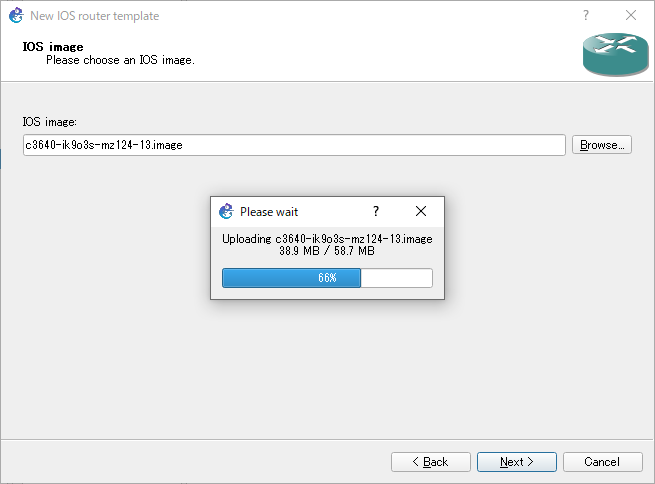 New IOS router template
IOS image
Please choose an IOS image.
IOS image:
c3640-ik9o3s-mz124-13.image
Browse...
Please wait
Uploading c3640-ik9o3s-mz124-13.image
38.9 MB / 58.7 MB
66%
< Back
Next >
Cancel